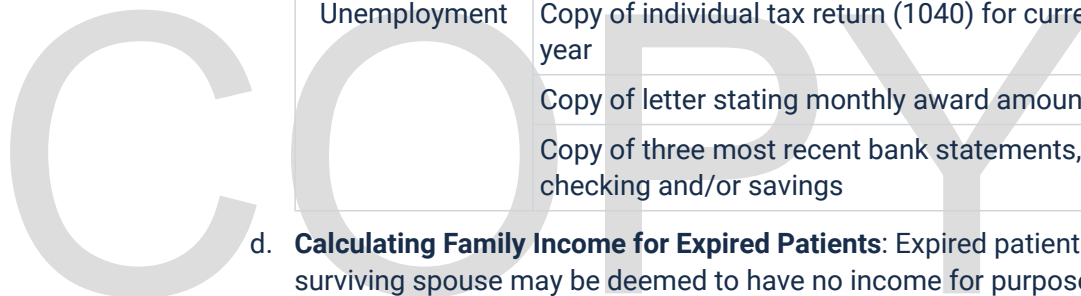 COPY
Unemployment Copy of individual tax return (1040) for curre
year
Copy of letter stating monthly award amoun
Copy of three most recent bank statements,
checking and/or savings
d. Calculating Family Income for Expired Patients: Expired patient
surviving spouse may be deemed to have no income for purpose